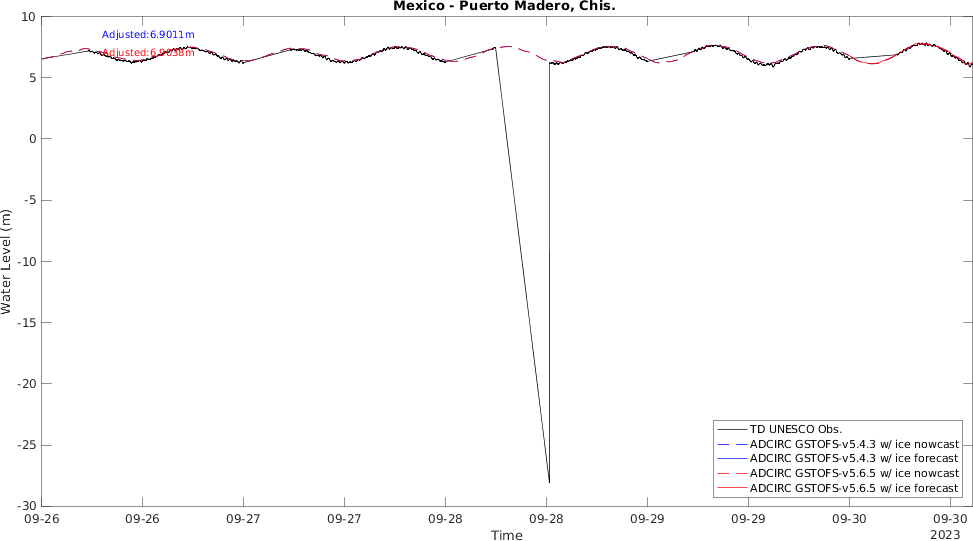 Mexico - Puerto Madero, Chis.
10
5
0
-5
-10
-15
-20
-25
-30
Water Level (m)
Adjusted:6.9011m
Adjusted:6.9038m
TD UNESCO Obs.
ADCIRC GSTOFS-v5.4.3 w/ ice nowcast
ADCIRC GSTOFS-v5.4.3 w/ ice forecast
ADCIRC GSTOFS-v5.6.5 w/ ice nowcast
ADCIRC GSTOFS-v5.6.5 w/ ice forecast
09-26 09-26 09-27 09-27 09-28 09-28 09-29 09-29 09-30 09-30
2023
Time